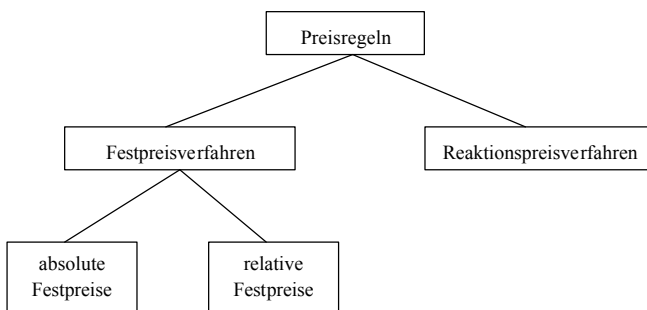 Preisregeln
Festpreisverfahren
Reaktionspreisverfahren
absolute
Festpreise
relative
Festpreise